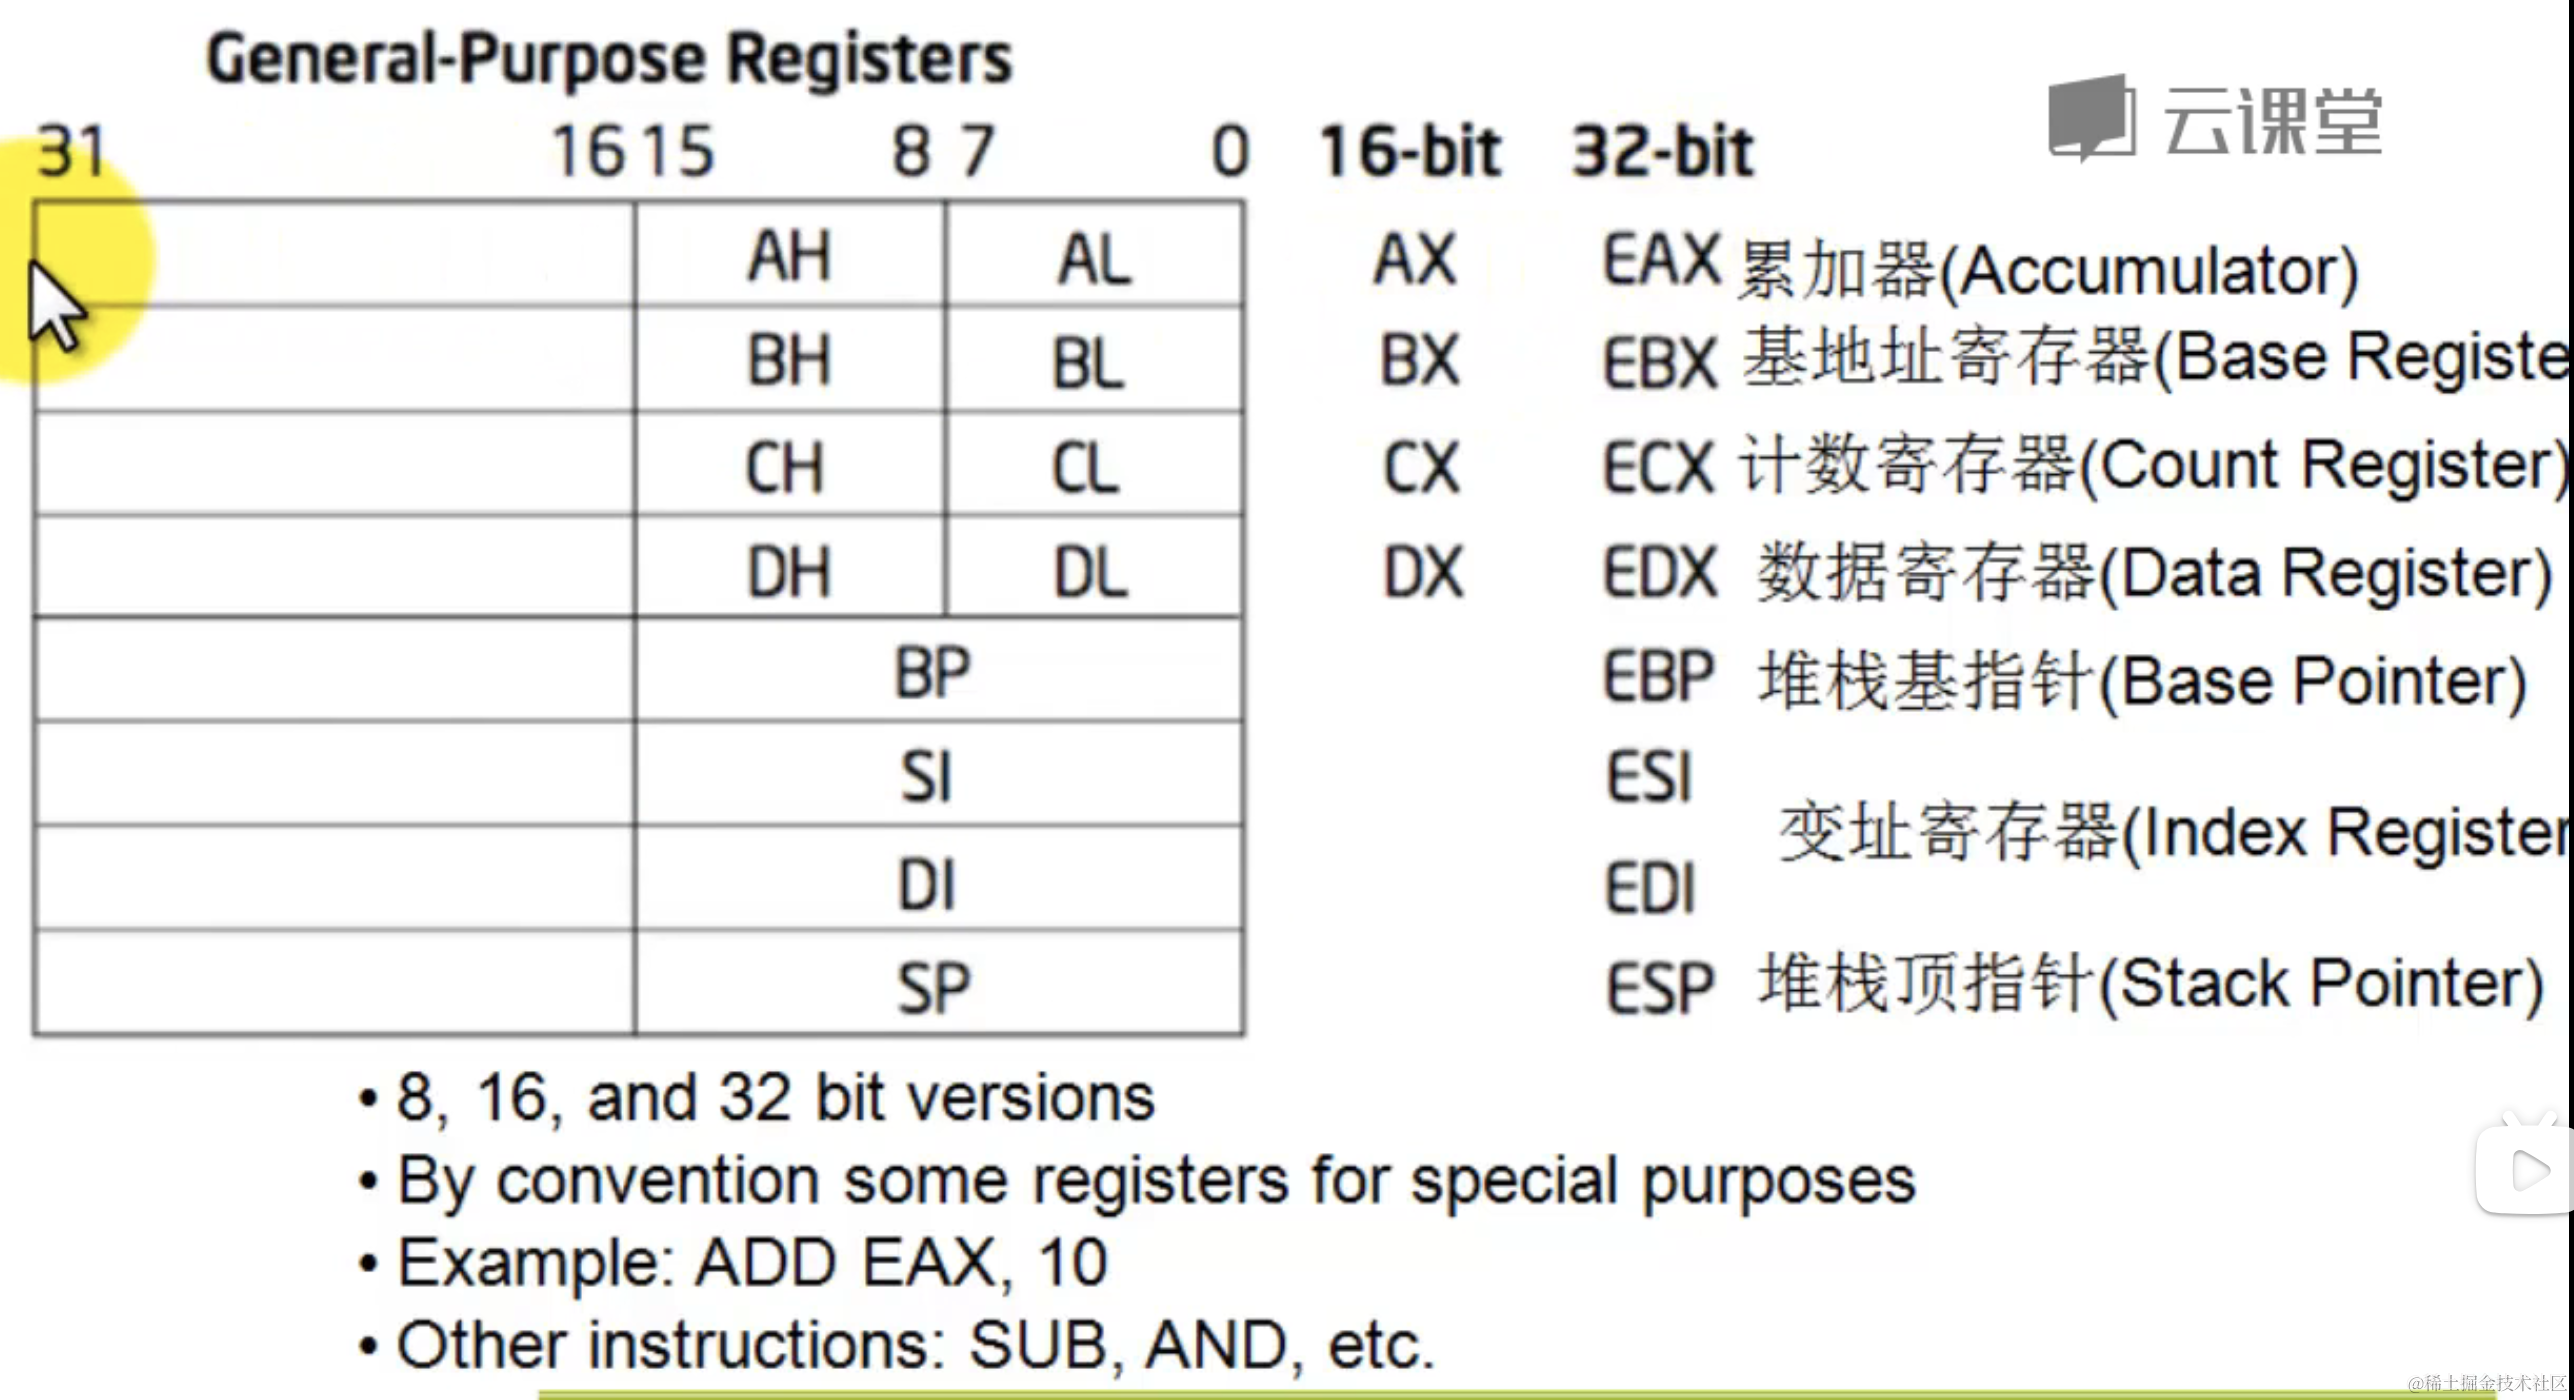 General-Purpose Registers
云课堂
31 16 15 8 7 0 16-bit 32-bit
AH AL AX EAX 累加器(Accumulator)
BH BL BX EBX 基地址寄存器(Base Registe
CH CL CX ECX 计数寄存器(Count Register)
DH DL DX EDX 数据寄存器(Data Register)
BP EBP 堆栈基指针(Base Pointer)
SI ESI
变址寄存器(Index Register
DI EDI
SP ESP 堆栈顶指针(Stack Pointer)
• 8, 16, and 32 bit versions
• By convention some registers for special purposes
• Example: ADD EAX, 10
• Other instructions: SUB, AND, etc.
@稀土掘金技术社区